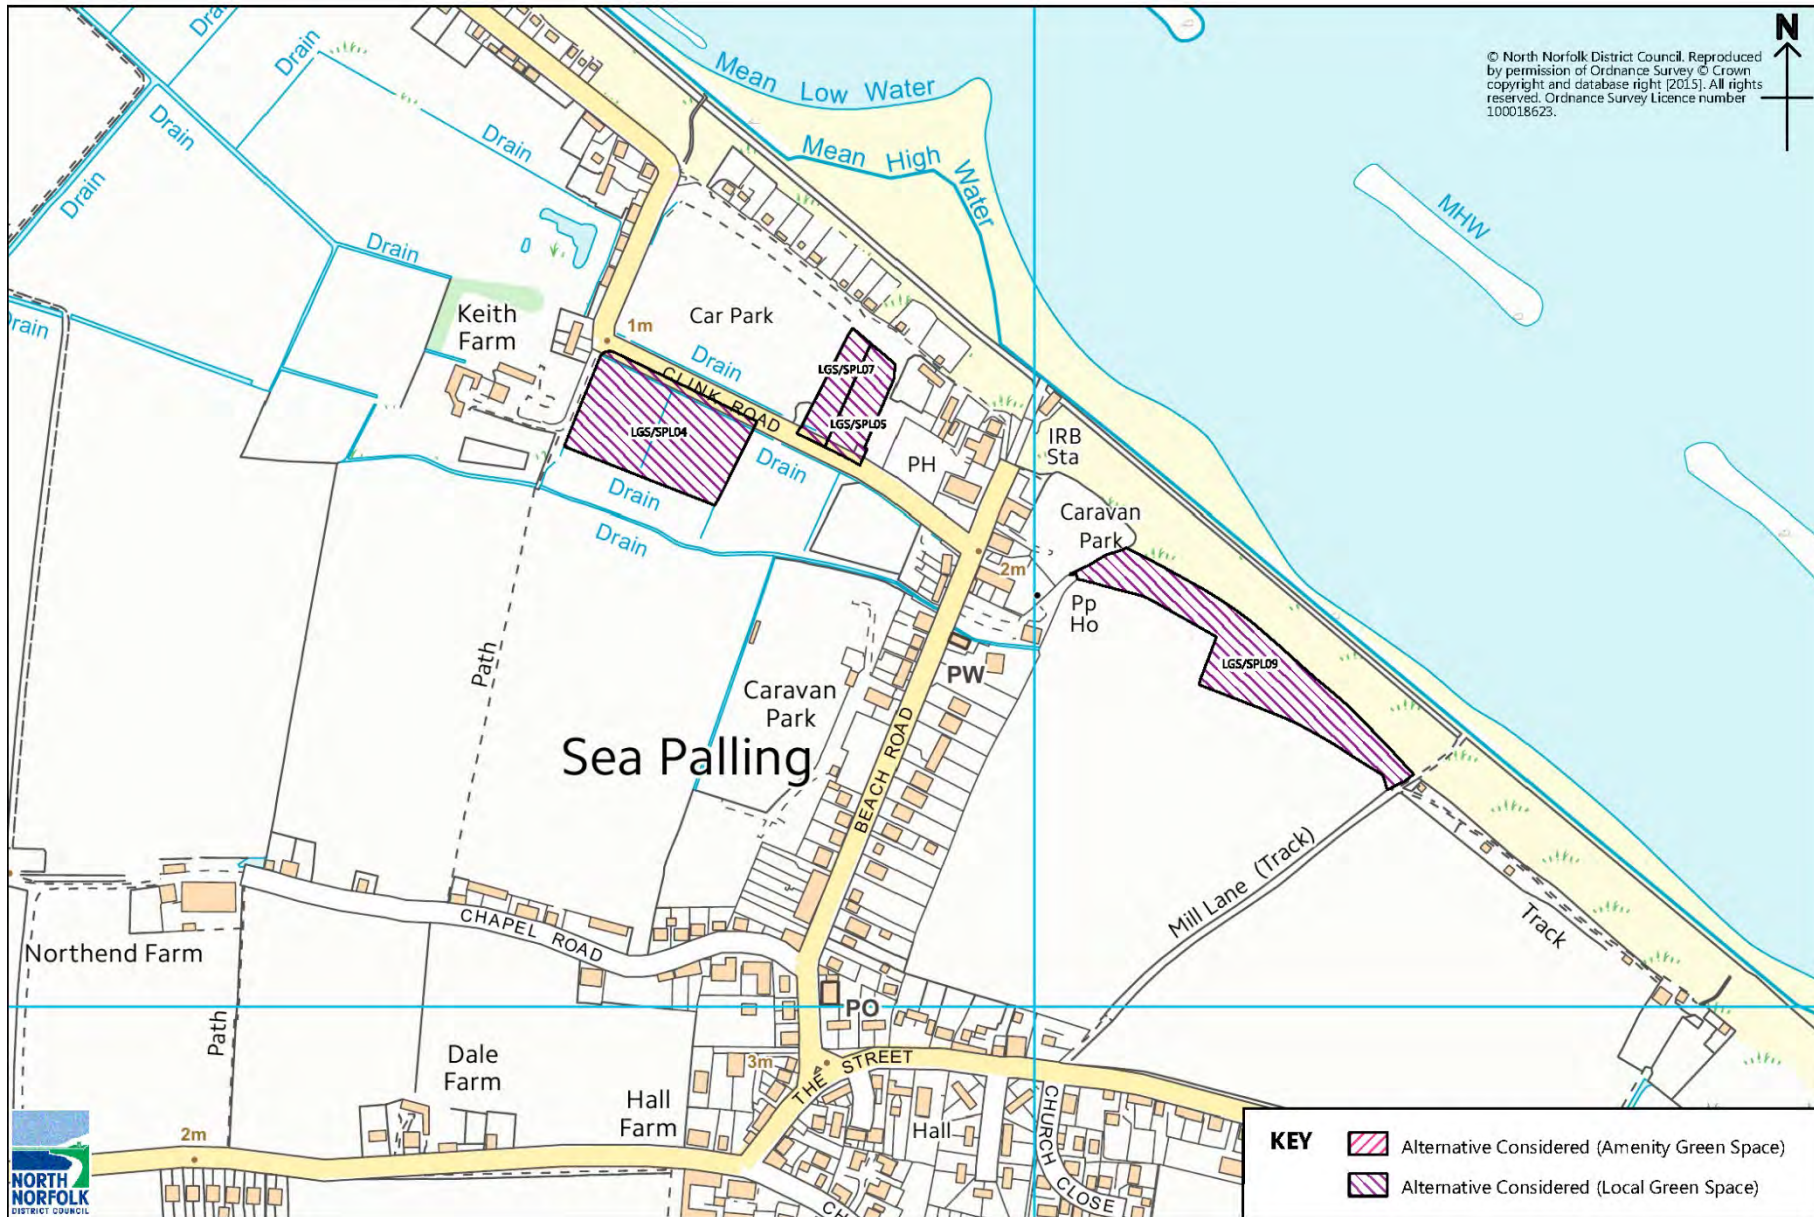 N
© North Norfolk District Council. Reproduced
by permission of Ordnance Survey © Crown
copyright and database right [2015]. All rights
reserved. Ordnance Survey Licence number
100018623.
Drain
Drain
Drain
Drain
Drain
Drain
Drain
Mean Low Water
Mean High Water
MHW
Keith
Farm
Car Park
1m
Drain
CLINK ROAD
LGS/SPL07
LGS/SPL05
LGS/SPL04
Drain
Drain
Drain
PH
IRB
Sta
Caravan
Park
2m
Pp
Ho
PW
LGS/SPL09
Path
Caravan
Park
Sea Palling
BEACH ROAD
Mill Lane (Track)
Track
CHAPEL ROAD
Northend Farm
Path
PO
Dale
Farm
3m
THE STREET
Hall
Farm
Hall
CHURCH CLOSE
2m
NORTH
NORFOLK
DISTRICT COUNCIL
KEY
Alternative Considered (Amenity Green Space)
Alternative Considered (Local Green Space)